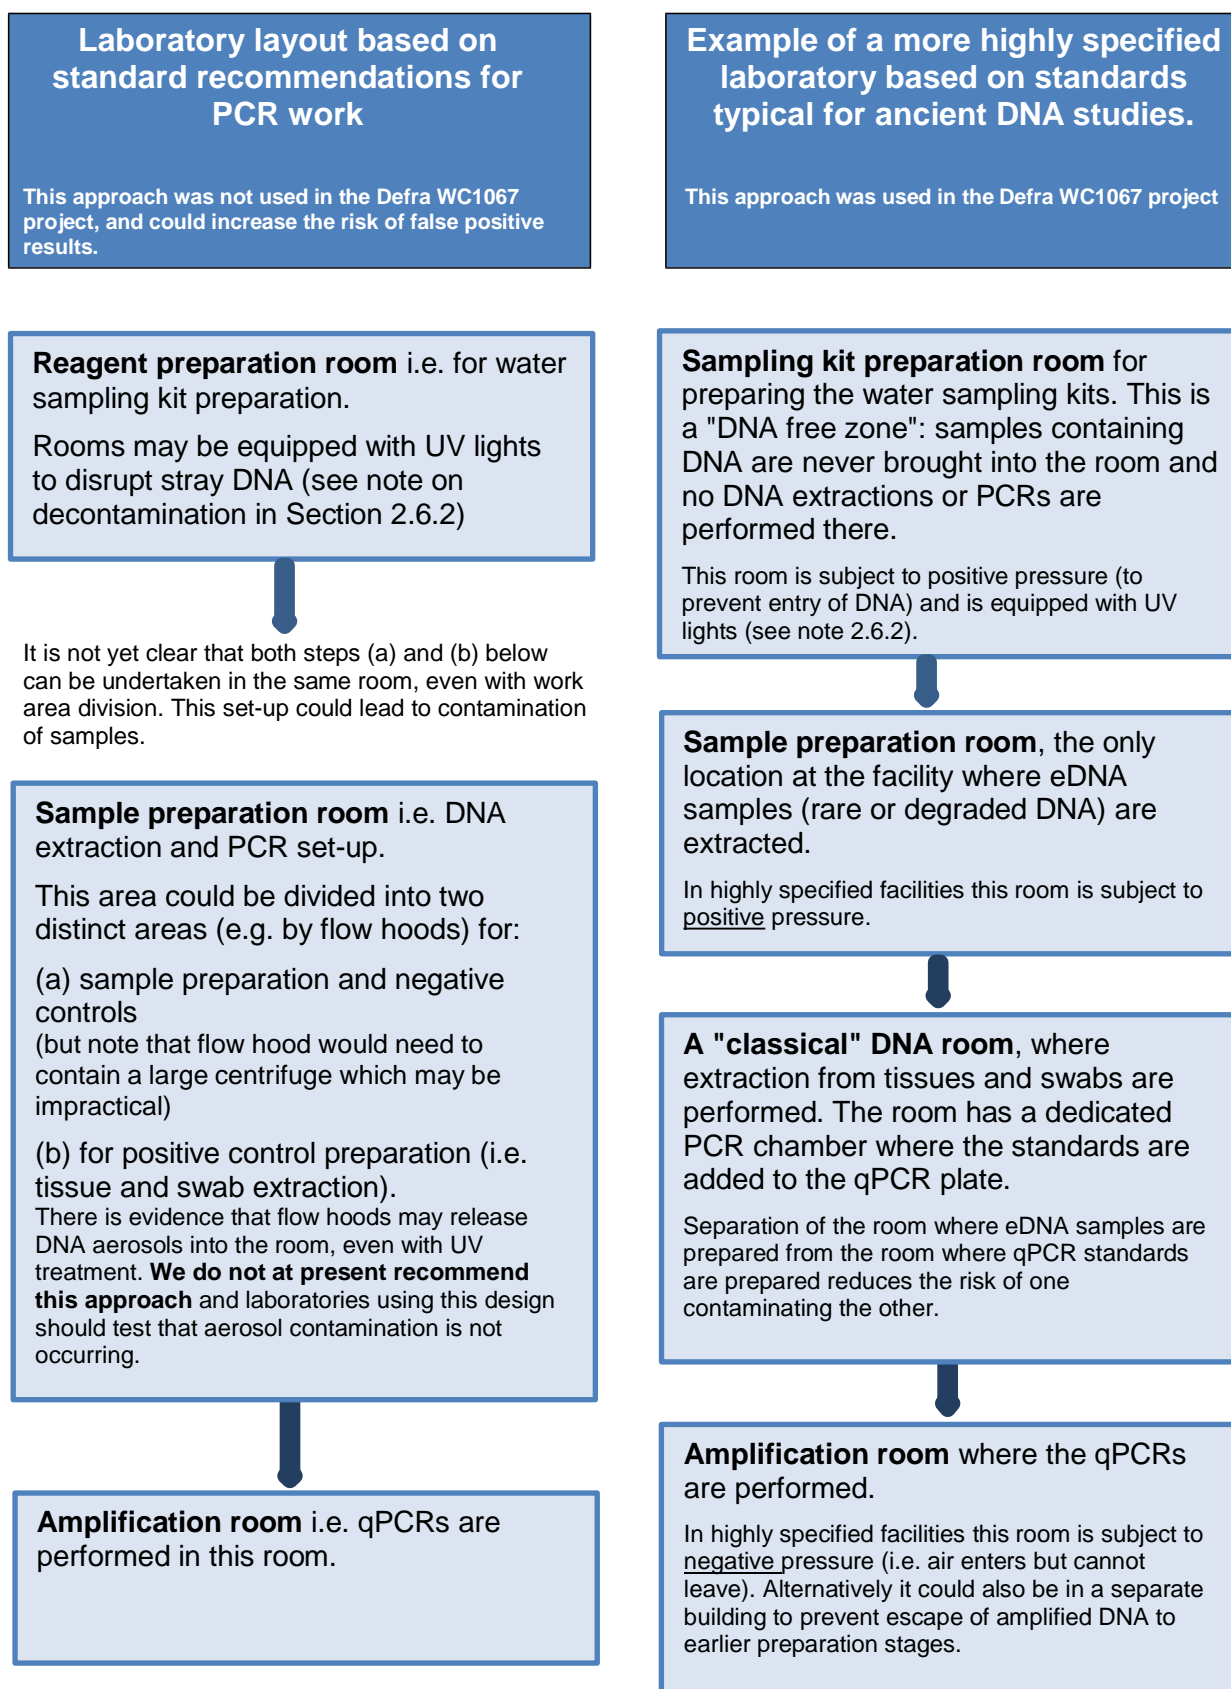 Laboratory layout based on
standard recommendations for
PCR work
This approach was not used in the Defra WC1067
project, and could increase the risk of false positive
results.
Reagent preparation room i.e. for water
sampling kit preparation.
Rooms may be equipped with UV lights
to disrupt stray DNA (see note on
decontamination in Section 2.6.2)
It is not yet clear that both steps (a) and (b) below
can be undertaken in the same room, even with work
area division. This set-up could lead to contamination
of samples.
Sample preparation room i.e. DNA
extraction and PCR set-up.
This area could be divided into two
distinct areas (e.g. by flow hoods) for:
(a) sample preparation and negative
controls
(but note that flow hood would need to
contain a large centrifuge which may be
impractical)
(b) for positive control preparation (i.e.
tissue and swab extraction).
There is evidence that flow hoods may release
DNA aerosols into the room, even with UV
treatment. We do not at present recommend
this approach and laboratories using this design
should test that aerosol contamination is not
occurring.
Amplification room i.e. qPCRs are
performed in this room.
Example of a more highly specified
laboratory based on standards
typical for ancient DNA studies.
This approach was used in the Defra WC1067 project
Sampling kit preparation room for
preparing the water sampling kits. This is
a "DNA free zone": samples containing
DNA are never brought into the room and
no DNA extractions or PCRs are
performed there.
This room is subject to positive pressure (to
prevent entry of DNA) and is equipped with UV
lights (see note 2.6.2).
Sample preparation room, the only
location at the facility where eDNA
samples (rare or degraded DNA) are
extracted.
In highly specified facilities this room is subject to
positive pressure.
A "classical" DNA room, where
extraction from tissues and swabs are
performed. The room has a dedicated
PCR chamber where the standards are
added to the qPCR plate.
Separation of the room where eDNA samples are
prepared from the room where qPCR standards
are prepared reduces the risk of one
contaminating the other.
Amplification room where the qPCRs
are performed.
In highly specified facilities this room is subject to
negative pressure (i.e. air enters but cannot
leave). Alternatively it could also be in a separate
building to prevent escape of amplified DNA to
earlier preparation stages.